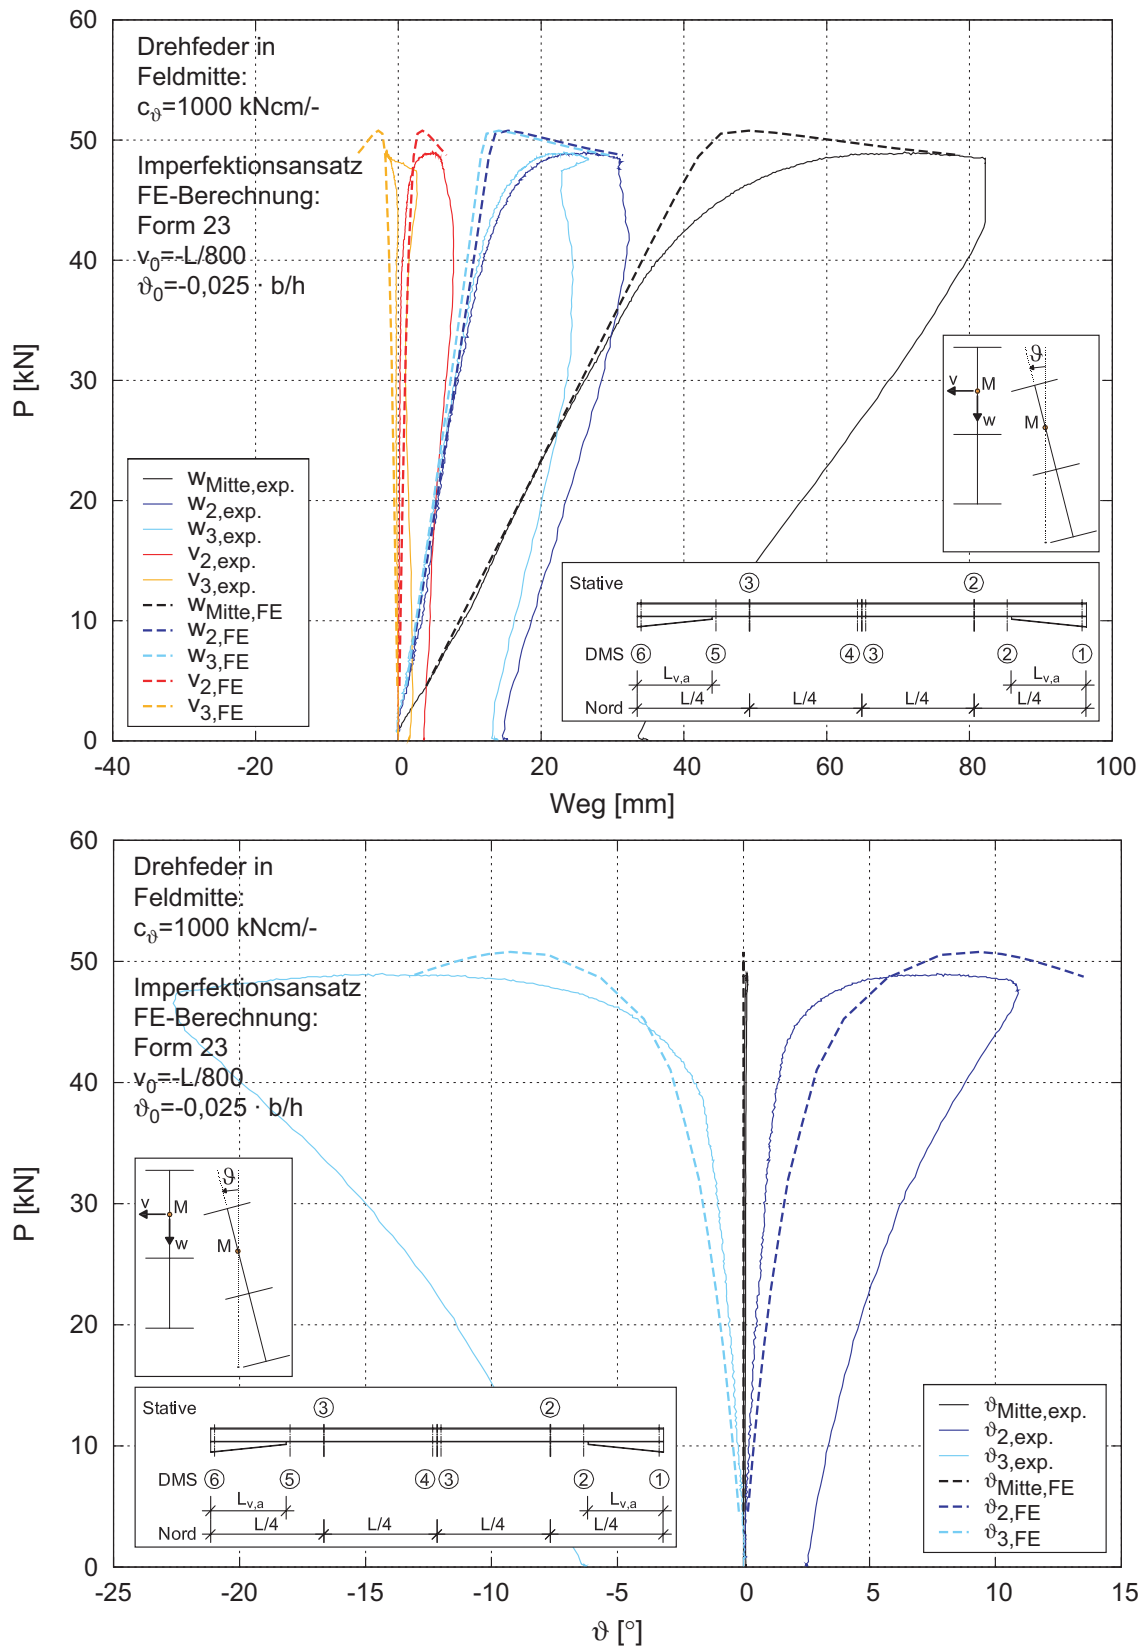 60
50
40
30
20
10
0
P [kN]
Drehfeder in
Feldmitte:
cϑ=1000 kNcm/-
Imperfektionsansatz
FE-Berechnung:
Form 23
v0=-L/800
ϑ0=-0,025 · b/h
wMitte,exp.
w2,exp.
w3,exp.
v2,exp.
v3,exp.
wMitte,FE
w2,FE
w3,FE
v2,FE
v3,FE
v M w ϑ M
Stative 3 2
DMS 6 5 4 3 2 1
Lv,a Lv,a
Nord L/4 L/4 L/4 L/4
-40 -20 0 20 40 60 80 100
Weg [mm]
60
50
40
30
20
10
0
P [kN]
Drehfeder in
Feldmitte:
cϑ=1000 kNcm/-
Imperfektionsansatz
FE-Berechnung:
Form 23
v0=-L/800
ϑ0=-0,025 · b/h
v M w ϑ M
Stative 3 2
DMS 6 5 4 3 2 1
Lv,a Lv,a
Nord L/4 L/4 L/4 L/4
ϑMitte,exp.
ϑ2,exp.
ϑ3,exp.
ϑMitte,FE
ϑ2,FE
ϑ3,FE
-25 -20 -15 -10 -5 0 5 10 15
ϑ [°]